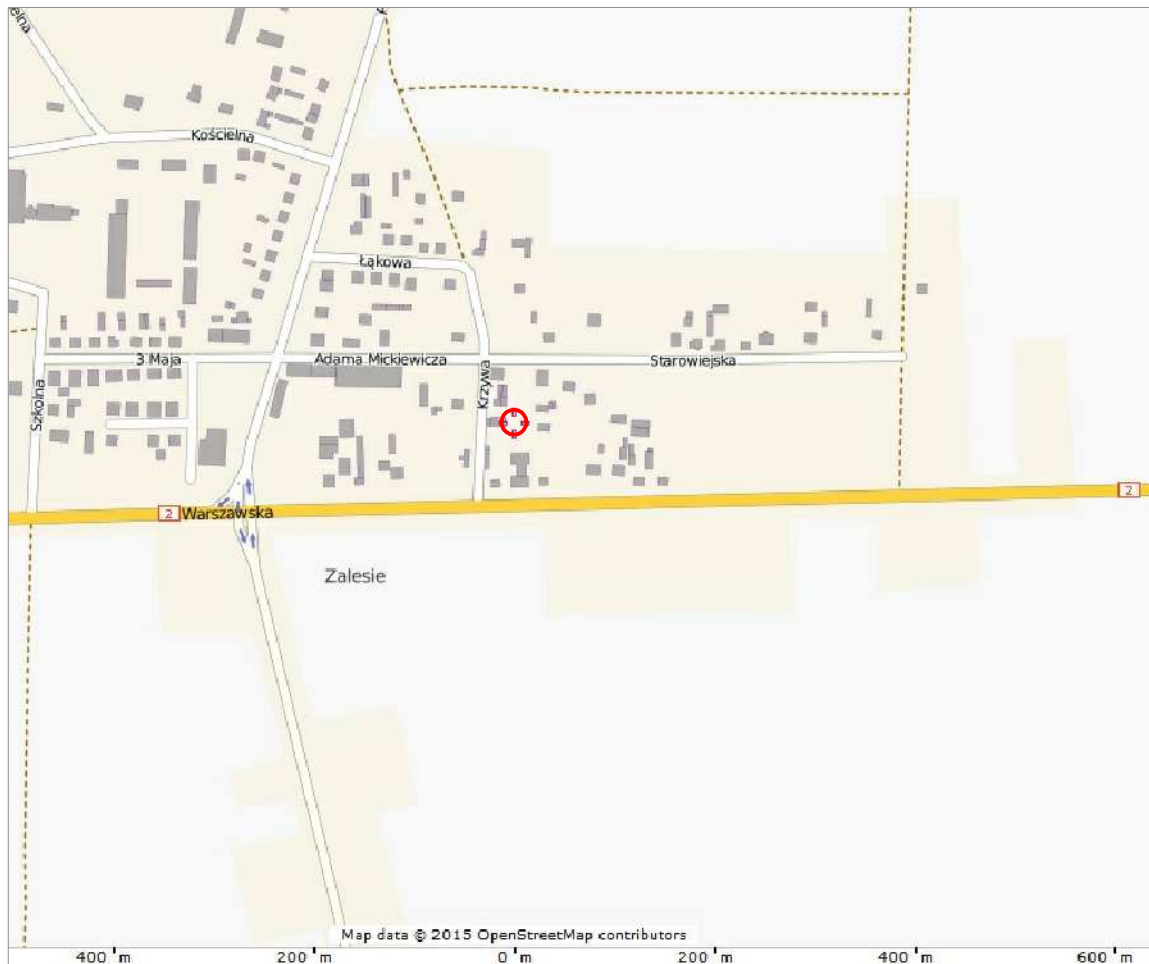 elna
Kościelna
Łąkowa
3 Maja
Adama Mickiewicza
Starowiejska
Szkolna
Krzywa
2
Warszawska
2
Zalesie
Map data © 2015 OpenStreetMap contributors
400 m
200 m
0 m
200 m
400 m
600 m